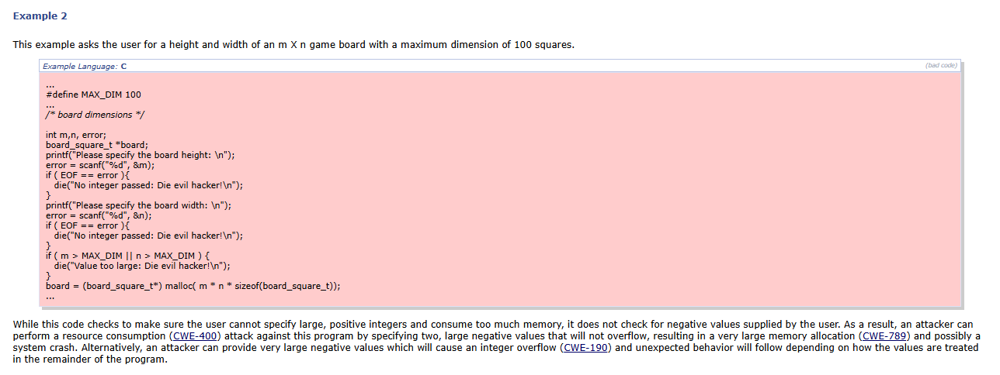 Example 2
This example asks the user for a height and width of an m X n game board with a maximum dimension of 100 squares.
Example Language: C (bad code)
...
#define MAX_DIM 100
...
/* board dimensions */
int m,n, error;
board_square_t *board;
printf("Please specify the board height: \n");
error = scanf("%d", &m);
if ( EOF == error ){
die("No integer passed: Die evil hacker!\n");
}
printf("Please specify the board width: \n");
error = scanf("%d", &n);
if ( EOF == error ){
die("No integer passed: Die evil hacker!\n");
}
if ( m > MAX_DIM || n > MAX_DIM ) {
die("Value too large: Die evil hacker!\n");
}
board = (board_square_t*) malloc( m * n * sizeof(board_square_t));
...
While this code checks to make sure the user cannot specify large, positive integers and consume too much memory, it does not check for negative values supplied by the user. As a result, an attacker can
perform a resource consumption (CWE-400) attack against this program by specifying two, large negative values that will not overflow, resulting in a very large memory allocation (CWE-789) and possibly a
system crash. Alternatively, an attacker can provide very large negative values which will cause an integer overflow (CWE-190) and unexpected behavior will follow depending on how the values are treated
in the remainder of the program.